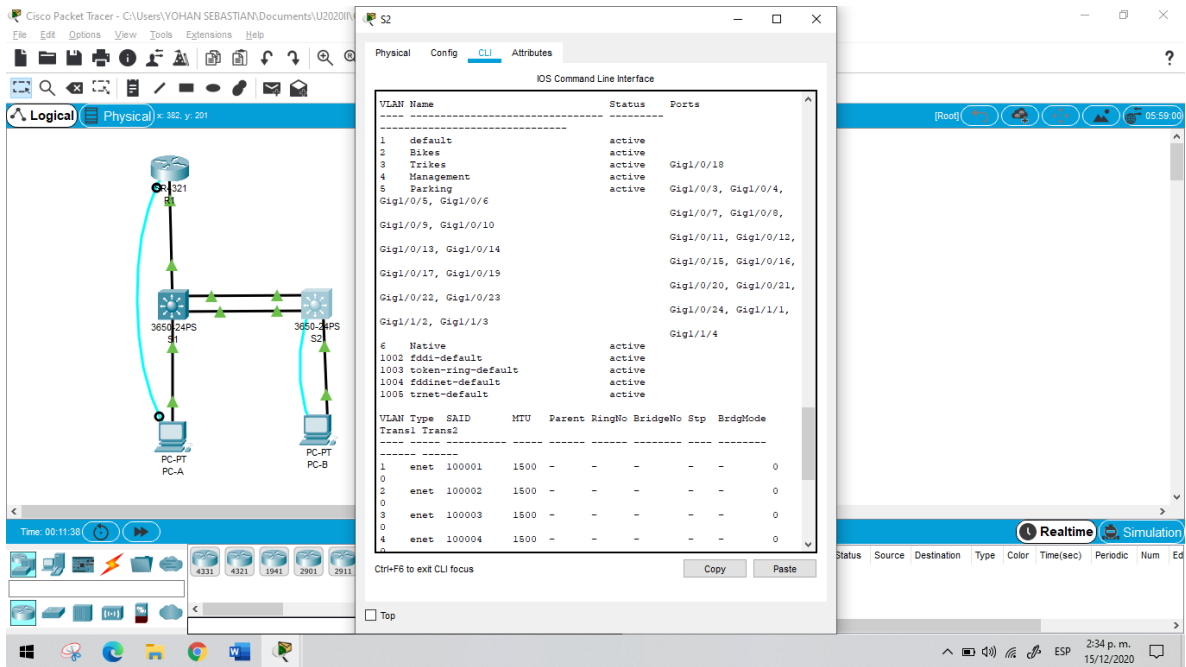 Cisco Packet Tracer - C:\Users\YOHAN SEBASTIAN\Documents\U2020II\
File Edit Options View Tools Extensions Help
?
Logical Physical x: 382, y: 201
[Root] 05:59:00
S2
Physical Config CLI Attributes
IOS Command Line Interface
VLAN Name Status Ports
---- -------------------------------- ---------
-------------------------------
1 default active
2 Bikes active
3 Trikes active Gig1/0/18
4 Management active
5 Parking active Gig1/0/3, Gig1/0/4,
Gig1/0/5, Gig1/0/6
Gig1/0/7, Gig1/0/8,
Gig1/0/9, Gig1/0/10
Gig1/0/11, Gig1/0/12,
Gig1/0/13, Gig1/0/14
Gig1/0/15, Gig1/0/16,
Gig1/0/17, Gig1/0/19
Gig1/0/20, Gig1/0/21,
Gig1/0/22, Gig1/0/23
Gig1/0/24, Gig1/1/1,
Gig1/1/2, Gig1/1/3
Gig1/1/4
6 Native active
1002 fddi-default active
1003 token-ring-default active
1004 fddinet-default active
1005 trnet-default active
VLAN Type SAID MTU Parent RingNo BridgeNo Stp BrdgMode
Trans1 Trans2
---- ----- ---------- ----- ------ ------ -------- ---- --------
------ ------
1 enet 100001 1500 - - - - - 0
0
2 enet 100002 1500 - - - - - 0
0
3 enet 100003 1500 - - - - - 0
0
4 enet 100004 1500 - - - - - 0
0
Ctrl+F6 to exit CLI focus
Copy Paste
Top
R1
3650-24PS
S1
3650-24PS
S2
PC-PT
PC-A
PC-PT
PC-B
Time: 00:11:38
Realtime Simulation
4331 4321 1941 2901 2911
Status Source Destination Type Color Time(sec) Periodic Num Ed
ESP
2:34 p. m.
15/12/2020